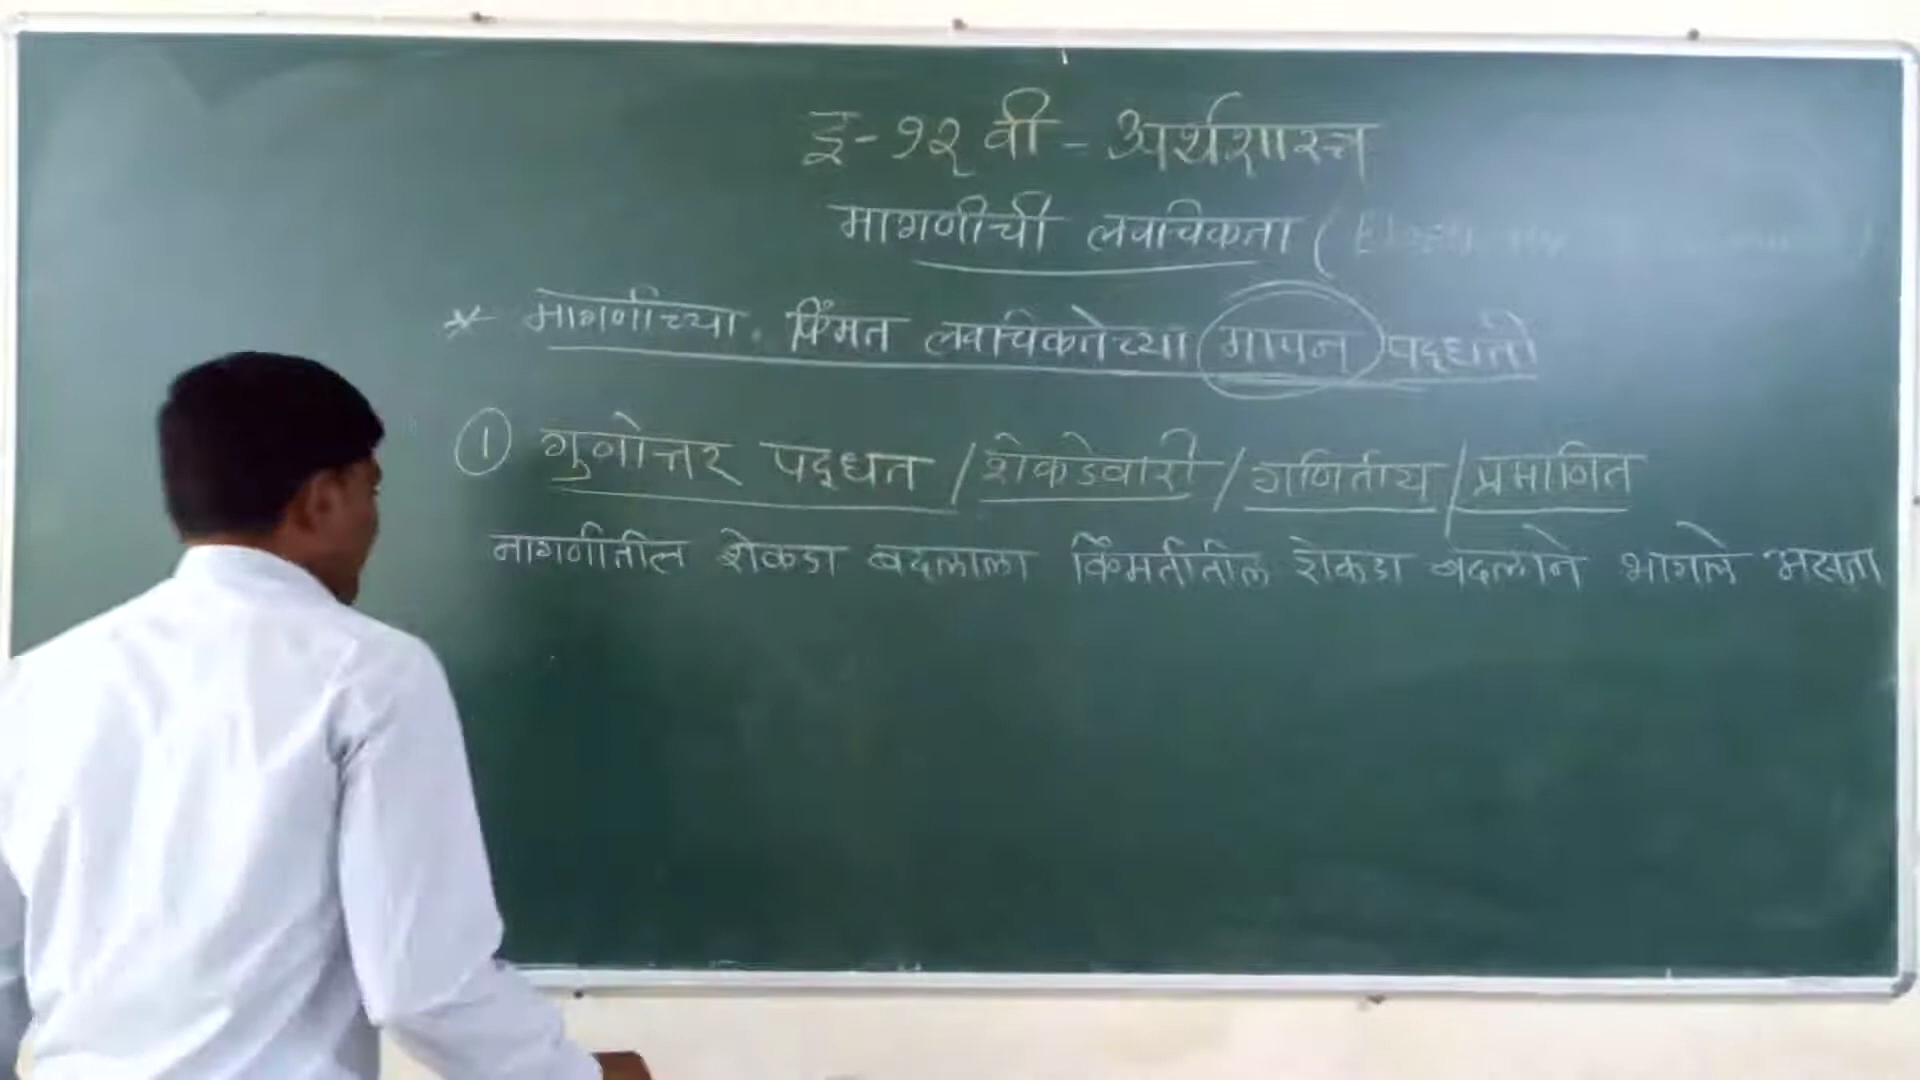 इ-१२ वी - अर्थशास्त्र
मागणीची लवचिकता (
* मागणीच्या किंमत लवचिकतेच्या मापन पद्धती
① गुणोत्तर पद्धत / शेकडेवारी / गणितीय / प्रमाणित
मागणीतील शेकडा बदलाला किंमतीतील शेकडा बदलाने भागले असता